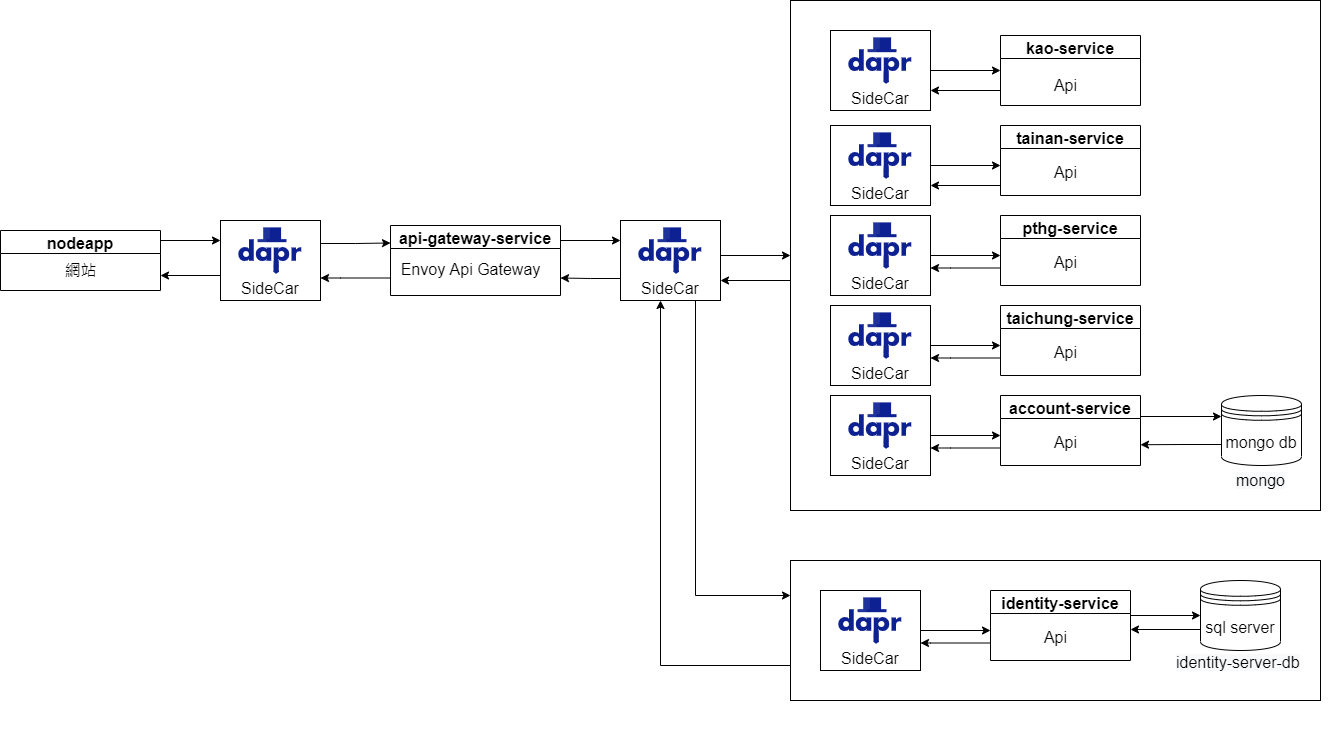 nodeapp
網站
dapr
SideCar
api-gateway-service
Envoy Api Gateway
dapr
SideCar
dapr
SideCar
kao-service
Api
dapr
SideCar
tainan-service
Api
dapr
SideCar
pthg-service
Api
dapr
SideCar
taichung-service
Api
dapr
SideCar
account-service
Api
mongo db
mongo
dapr
SideCar
identity-service
Api
sql server
identity-server-db